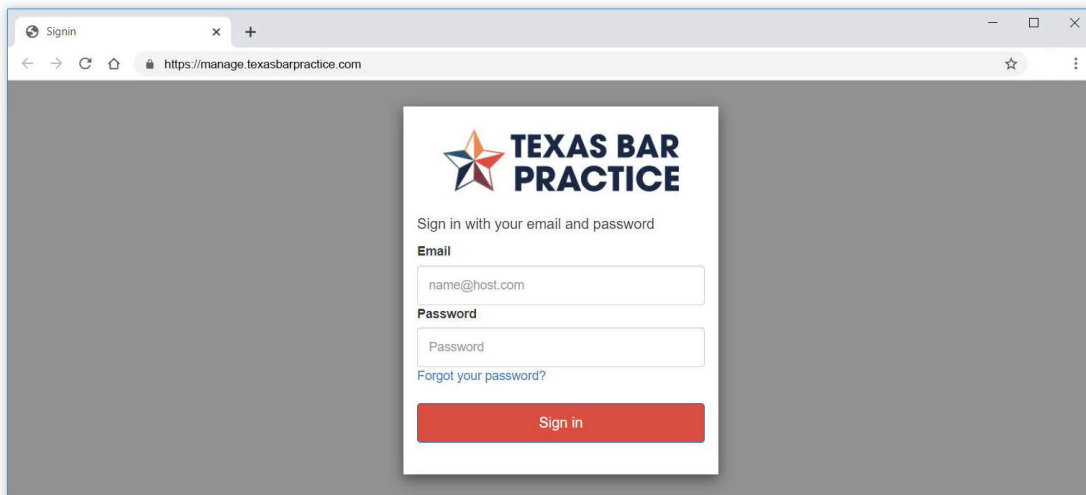 Signin
https://manage.texasbarpractice.com
TEXAS BAR
PRACTICE
Sign in with your email and password
Email
name@host.com
Password
Password
Forgot your password?
Sign in